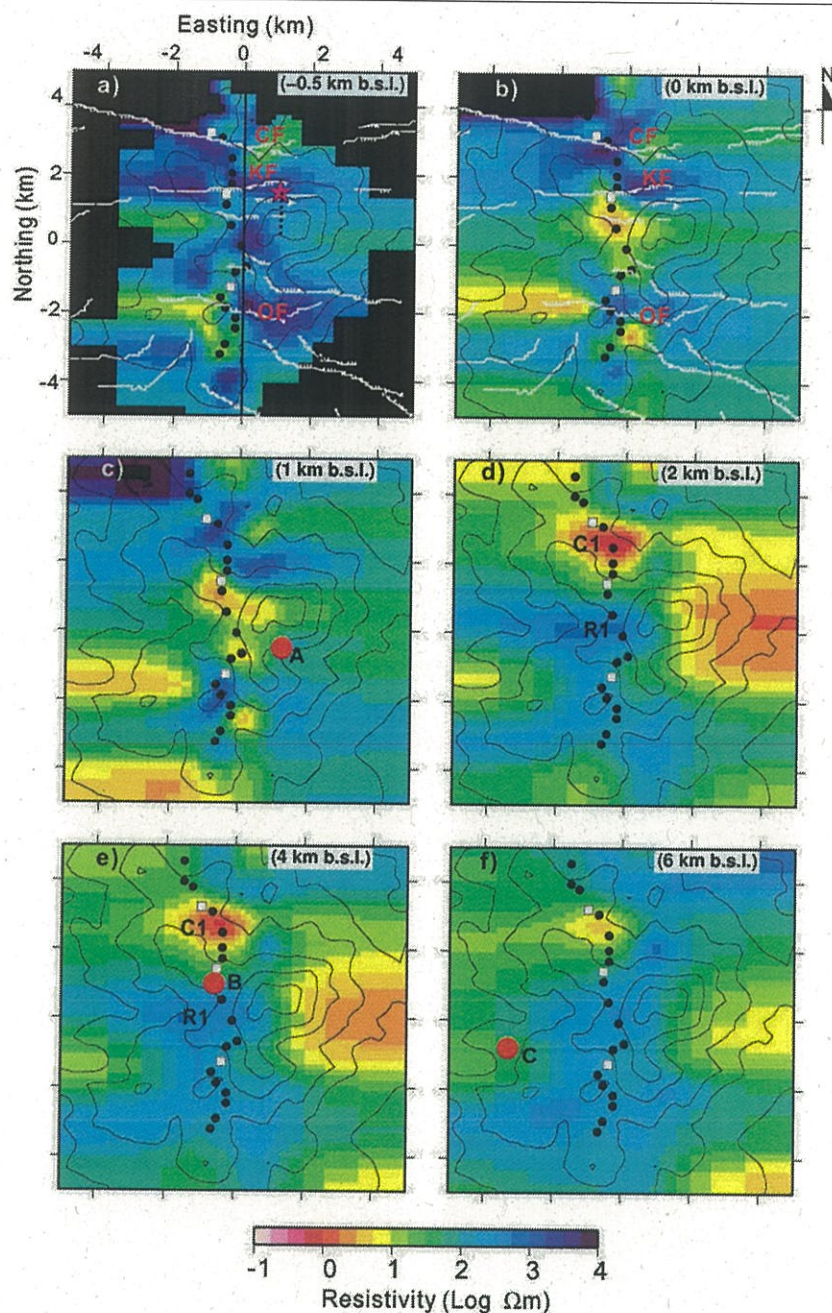 Easting (km)
-4 -2 0 2 4
Northing (km)
4
2
0
-2
-4
N
a) (−0.5 km b.s.l.)
CF
KF
OF
b) (0 km b.s.l.)
CF
KF
OF
c) (1 km b.s.l.)
A
d) (2 km b.s.l.)
C1
R1
e) (4 km b.s.l.)
C1
B
R1
f) (6 km b.s.l.)
C
-1 0 1 2 3 4
Resistivity (Log Ωm)